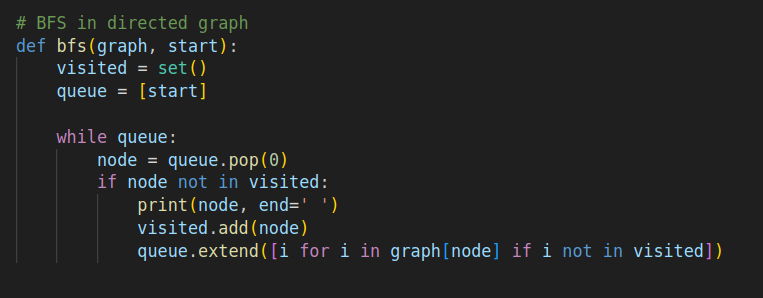 # BFS in directed graph
def bfs(graph, start):
    visited = set()
    queue = [start]

    while queue:
        node = queue.pop(0)
        if node not in visited:
            print(node, end=' ')
            visited.add(node)
            queue.extend([i for i in graph[node] if i not in visited])